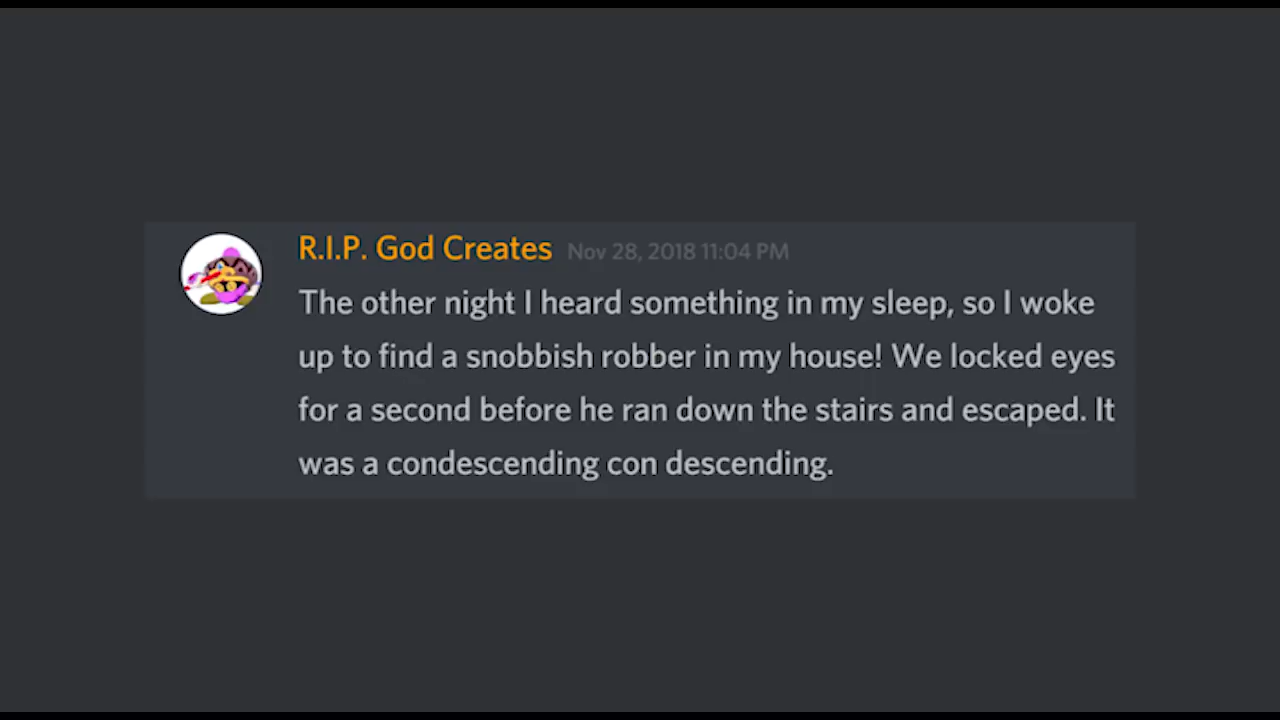 R.I.P. God Creates Nov 28, 2018 11:04 PM
The other night I heard something in my sleep, so I woke
up to find a snobbish robber in my house! We locked eyes
for a second before he ran down the stairs and escaped. It
was a condescending con descending.